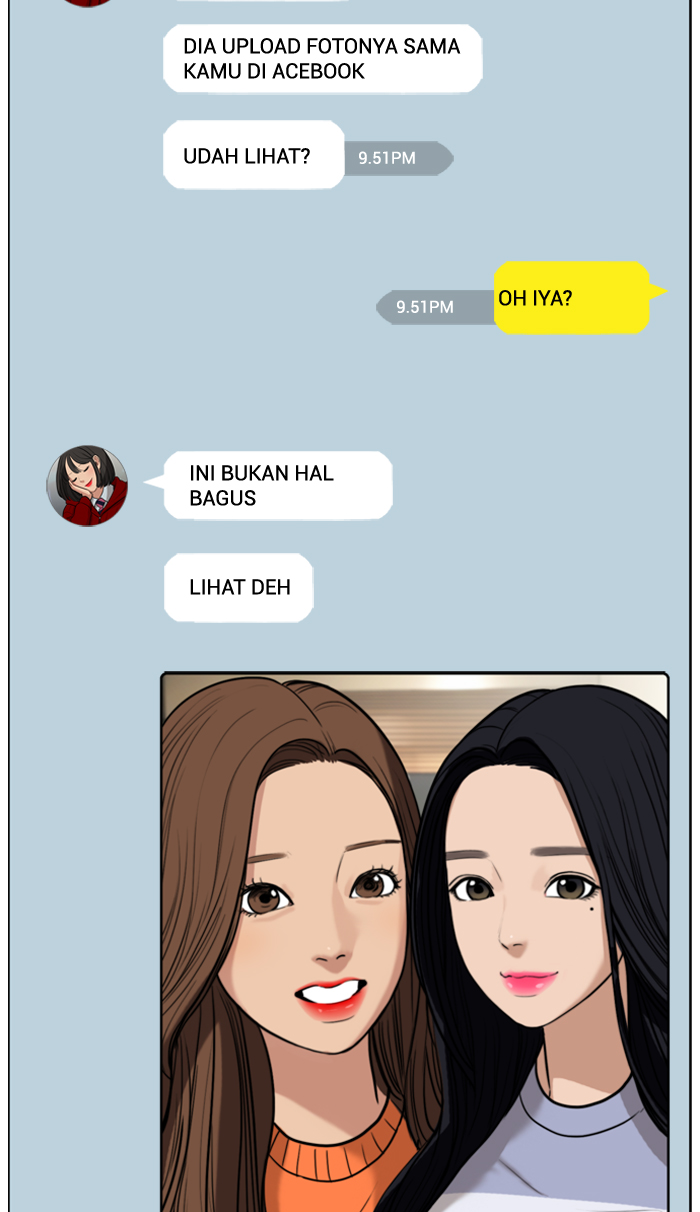 DIA UPLOAD FOTONYA SAMA
KAMU DI ACEBOOK
UDAH LIHAT?
9.51PM
OH IYA?
9.51PM
INI BUKAN HAL
BAGUS
LIHAT DEH